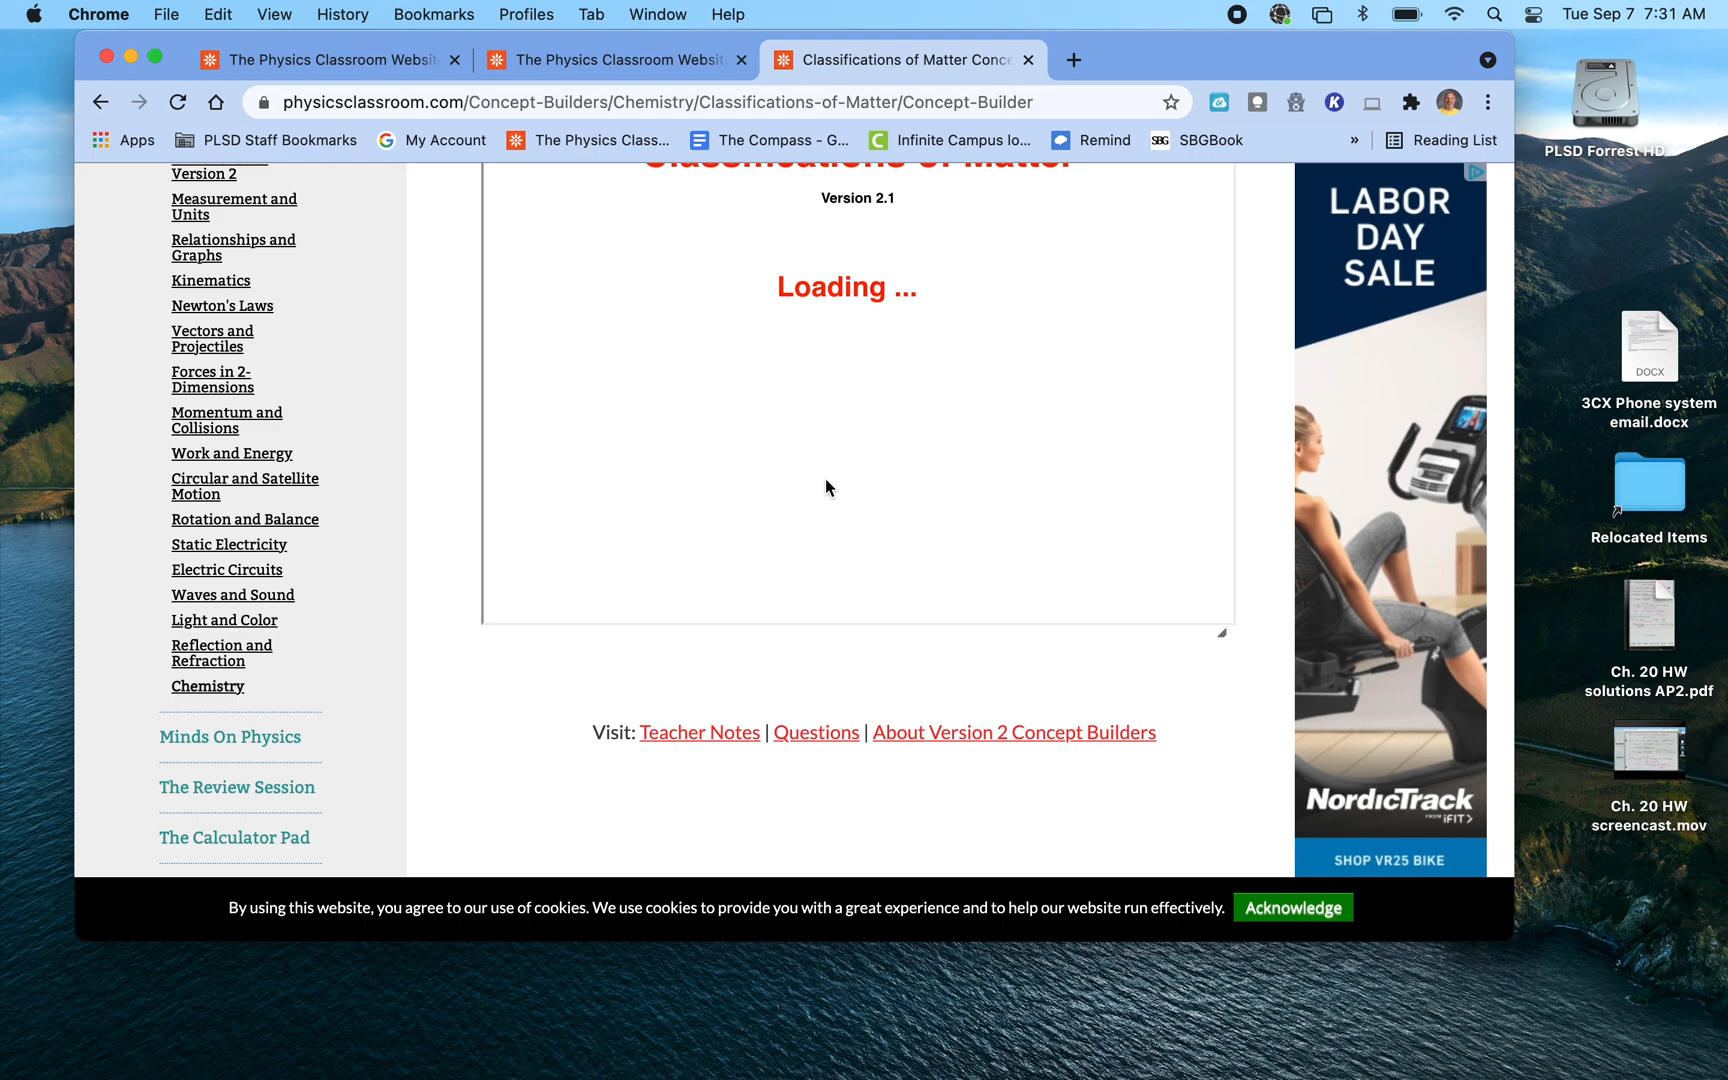 Chrome File Edit View History Bookmarks Profiles Tab Window Help
Tue Sep 7 7:31 AM
The Physics Classroom Websit
The Physics Classroom Websit
Classifications of Matter Conce
physicsclassroom.com/Concept-Builders/Chemistry/Classifications-of-Matter/Concept-Builder
Apps PLSD Staff Bookmarks My Account The Physics Class... The Compass - G... Infinite Campus lo... Remind SBG SBGBook » Reading List
Version 2
Measurement and
Units
Relationships and
Graphs
Kinematics
Newton's Laws
Vectors and
Projectiles
Forces in 2-
Dimensions
Momentum and
Collisions
Work and Energy
Circular and Satellite
Motion
Rotation and Balance
Static Electricity
Electric Circuits
Waves and Sound
Light and Color
Reflection and
Refraction
Chemistry
Minds On Physics
The Review Session
The Calculator Pad
Classifications of Matter
Version 2.1
Loading ...
Visit: Teacher Notes | Questions | About Version 2 Concept Builders
LABOR
DAY
SALE
NordicTrack
FROM iFIT>
SHOP VR25 BIKE
By using this website, you agree to our use of cookies. We use cookies to provide you with a great experience and to help our website run effectively. Acknowledge
PLSD Forrest HD
DOCX
3CX Phone system
email.docx
Relocated Items
Ch. 20 HW
solutions AP2.pdf
Ch. 20 HW
screencast.mov